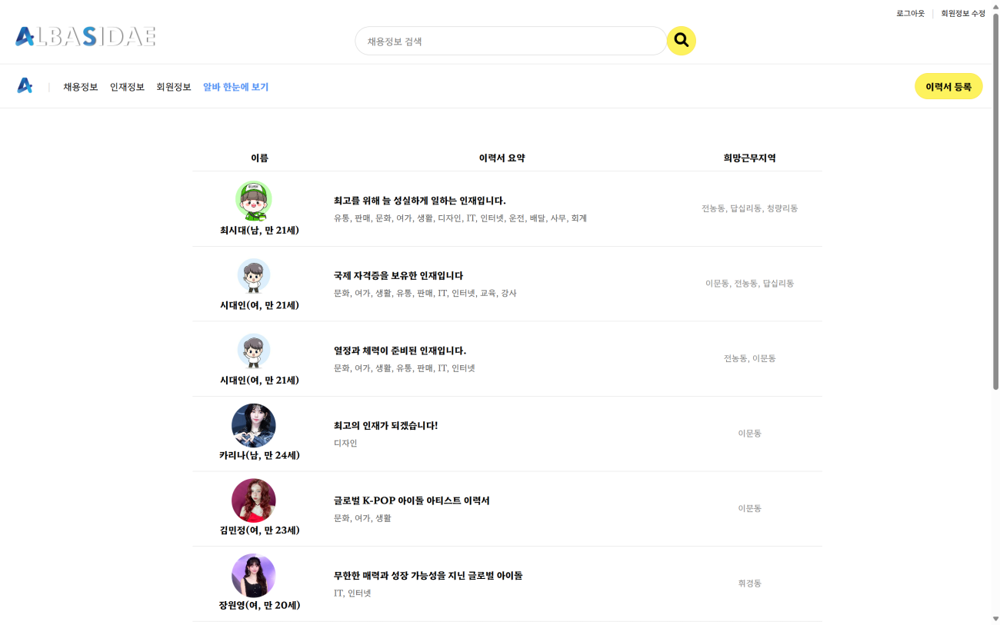 로그아웃 | 회원정보 수정
ALBASIDAE
채용정보 검색
A | 채용정보 인재정보 회원정보 알바 한눈에 보기 이력서 등록
이름 이력서 요약 희망근무지역
최고를 위해 늘 성실하게 일하는 인재입니다.
전농동, 답십리동, 청량리동
유통, 판매, 문화, 여가, 생활, 디자인, IT, 인터넷, 운전, 배달, 사무, 회계
최시대(남, 만 21세)
국제 자격증을 보유한 인재입니다
이문동, 전농동, 답십리동
문화, 여가, 생활, 유통, 판매, IT, 인터넷, 교육, 강사
시대인(여, 만 21세)
열정과 체력이 준비된 인재입니다.
전농동, 이문동
문화, 여가, 생활, 유통, 판매, IT, 인터넷
시대인(여, 만 21세)
최고의 인재가 되겠습니다!
이문동
디자인
카리나(남, 만 24세)
글로벌 K-POP 아이돌 아티스트 이력서
이문동
문화, 여가, 생활
김민정(여, 만 23세)
무한한 매력과 성장 가능성을 지닌 글로벌 아이돌
휘경동
IT, 인터넷
장원영(여, 만 20세)